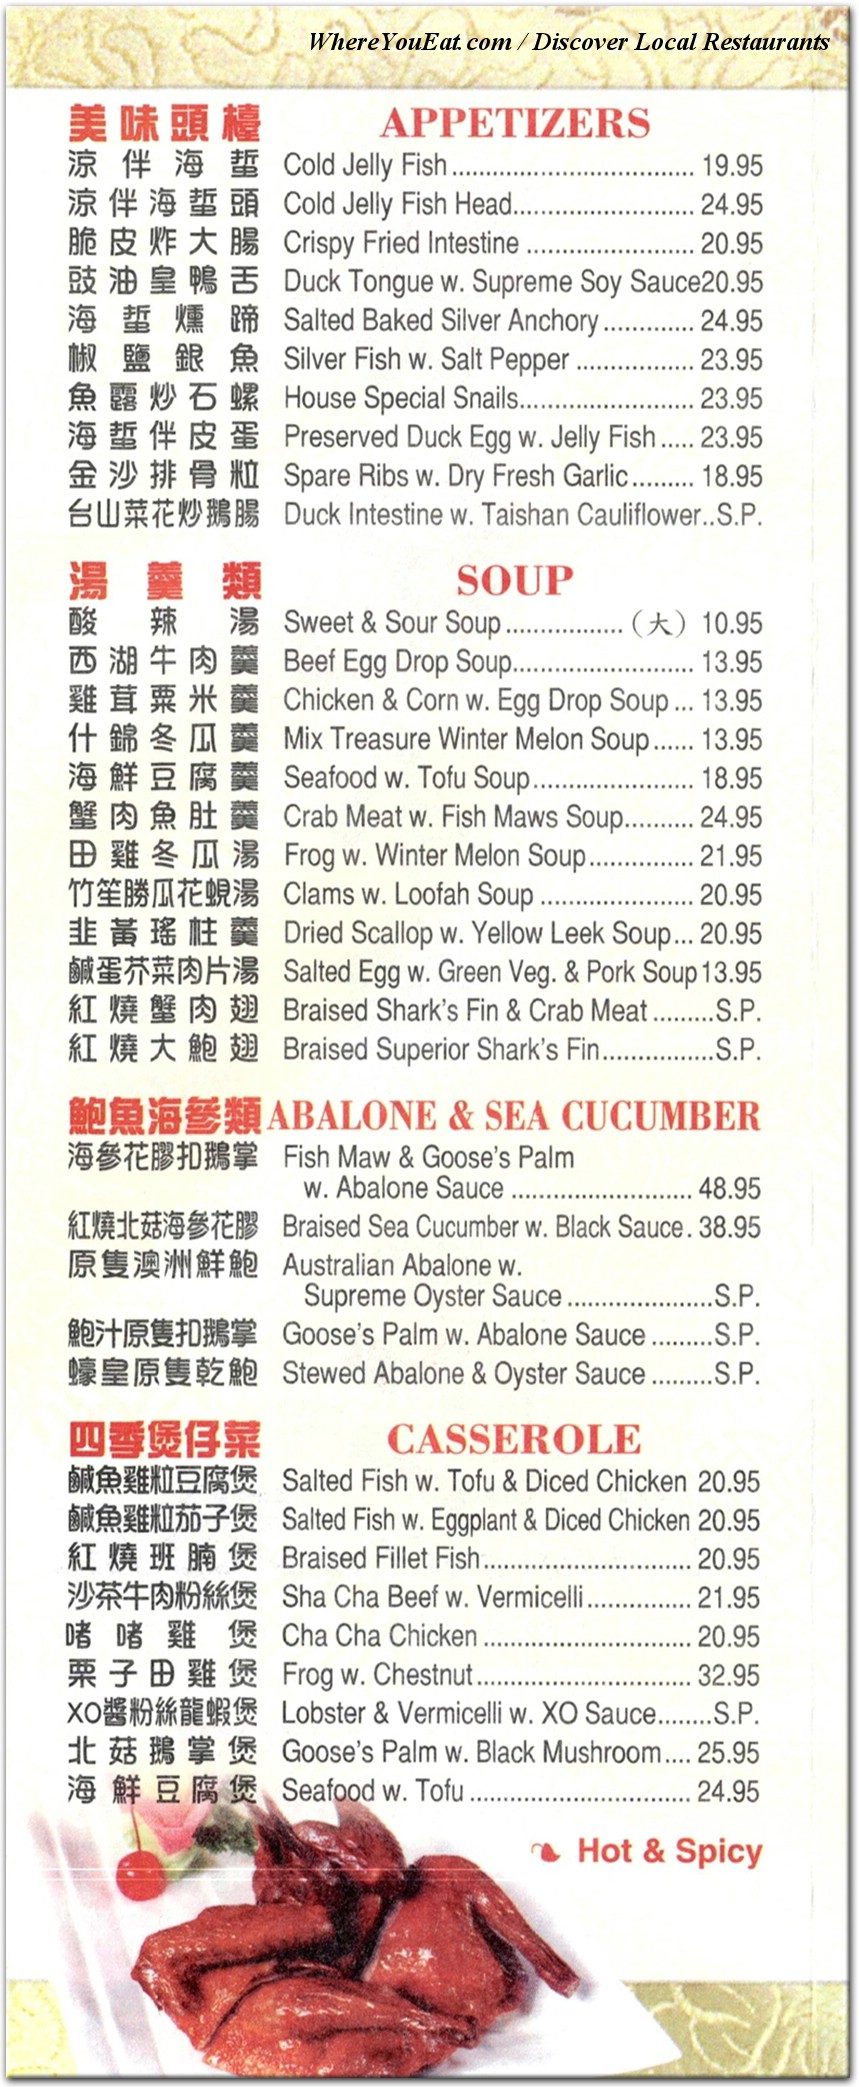 WhereYouEat.com / Discover Local Restaurants
美味頭檯 APPETIZERS
涼伴海蜇 Cold Jelly Fish .................................... 19.95
涼伴海蜇頭 Cold Jelly Fish Head........................... 24.95
脆皮炸大腸 Crispy Fried Intestine ......................... 20.95
豉油皇鴨舌 Duck Tongue w. Supreme Soy Sauce20.95
海蜇燻蹄 Salted Baked Silver Anchory ............. 24.95
椒鹽銀魚 Silver Fish w. Salt Pepper ................. 23.95
魚露炒石螺 House Special Snails......................... 23.95
海蜇伴皮蛋 Preserved Duck Egg w. Jelly Fish ..... 23.95
金沙排骨粒 Spare Ribs w. Dry Fresh Garlic......... 18.95
台山菜花炒鵝腸 Duck Intestine w. Taishan Cauliflower..S.P.
湯羹類 SOUP
酸辣湯 Sweet & Sour Soup ................. (大) 10.95
西湖牛肉羹 Beef Egg Drop Soup.......................... 13.95
雞茸粟米羹 Chicken & Corn w. Egg Drop Soup ... 13.95
什錦冬瓜羹 Mix Treasure Winter Melon Soup ...... 13.95
海鮮豆腐羹 Seafood w. Tofu Soup....................... 18.95
蟹肉魚肚羹 Crab Meat w. Fish Maws Soup.......... 24.95
田雞冬瓜湯 Frog w. Winter Melon Soup............... 21.95
竹笙勝瓜花蜆湯 Clams w. Loofah Soup ...................... 20.95
韭黃瑤柱羹 Dried Scallop w. Yellow Leek Soup... 20.95
鹹蛋芥菜肉片湯 Salted Egg w. Green Veg. & Pork Soup 13.95
紅燒蟹肉翅 Braised Shark's Fin & Crab Meat .........S.P.
紅燒大鮑翅 Braised Superior Shark's Fin................S.P.
鮑魚海參類 ABALONE & SEA CUCUMBER
海參花膠扣鵝掌 Fish Maw & Goose's Palm
w. Abalone Sauce .......................... 48.95
紅燒北菇海參花膠 Braised Sea Cucumber w. Black Sauce. 38.95
原隻澳洲鮮鮑 Australian Abalone w.
Supreme Oyster Sauce .....................S.P.
鮑汁原隻扣鵝掌 Goose's Palm w. Abalone Sauce .........S.P.
蠔皇原隻乾鮑 Stewed Abalone & Oyster Sauce .........S.P.
四季煲仔菜 CASSEROLE
鹹魚雞粒豆腐煲 Salted Fish w. Tofu & Diced Chicken 20.95
鹹魚雞粒茄子煲 Salted Fish w. Eggplant & Diced Chicken 20.95
紅燒班腩煲 Braised Fillet Fish.............................. 20.95
沙茶牛肉粉絲煲 Sha Cha Beef w. Vermicelli............... 21.95
啫啫雞煲 Cha Cha Chicken .............................. 20.95
栗子田雞煲 Frog w. Chestnut............................... 32.95
XO醬粉絲龍蝦煲 Lobster & Vermicelli w. XO Sauce........S.P.
北菇鵝掌煲 Goose's Palm w. Black Mushroom.... 25.95
海鮮豆腐煲 Seafood w. Tofu ................................ 24.95
Hot & Spicy